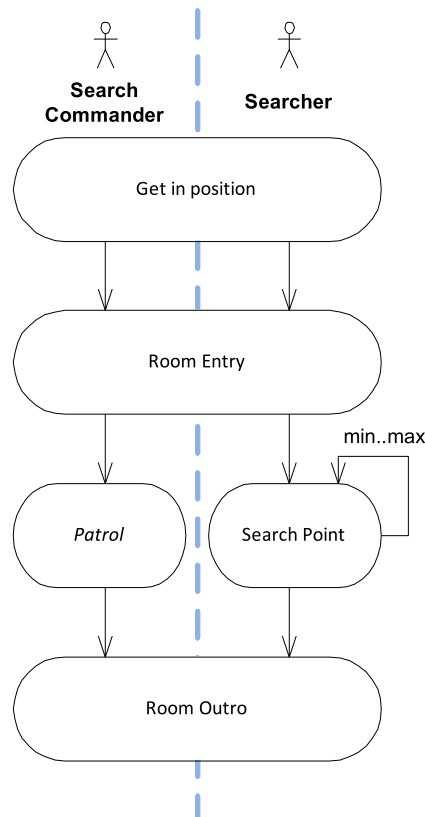 Search
Commander
Searcher
Get in position
Room Entry
min..max
Patrol
Search Point
Room Outro